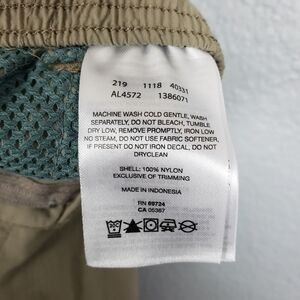 219 1118 40331
AL4572 1386071
MACHINE WASH COLD GENTLE, WASH
SEPARATELY, DO NOT BLEACH, TUMBLE
DRY LOW, REMOVE PROMPTLY, IRON LOW
NO STEAM, DO NOT USE FABRIC SOFTENER,
IF PRESENT DO NOT IRON DECAL, DO NOT
DRYCLEAN
SHELL: 100% NYLON
EXCLUSIVE OF TRIMMING
MADE IN INDONESIA
RN 69724
CA 05367